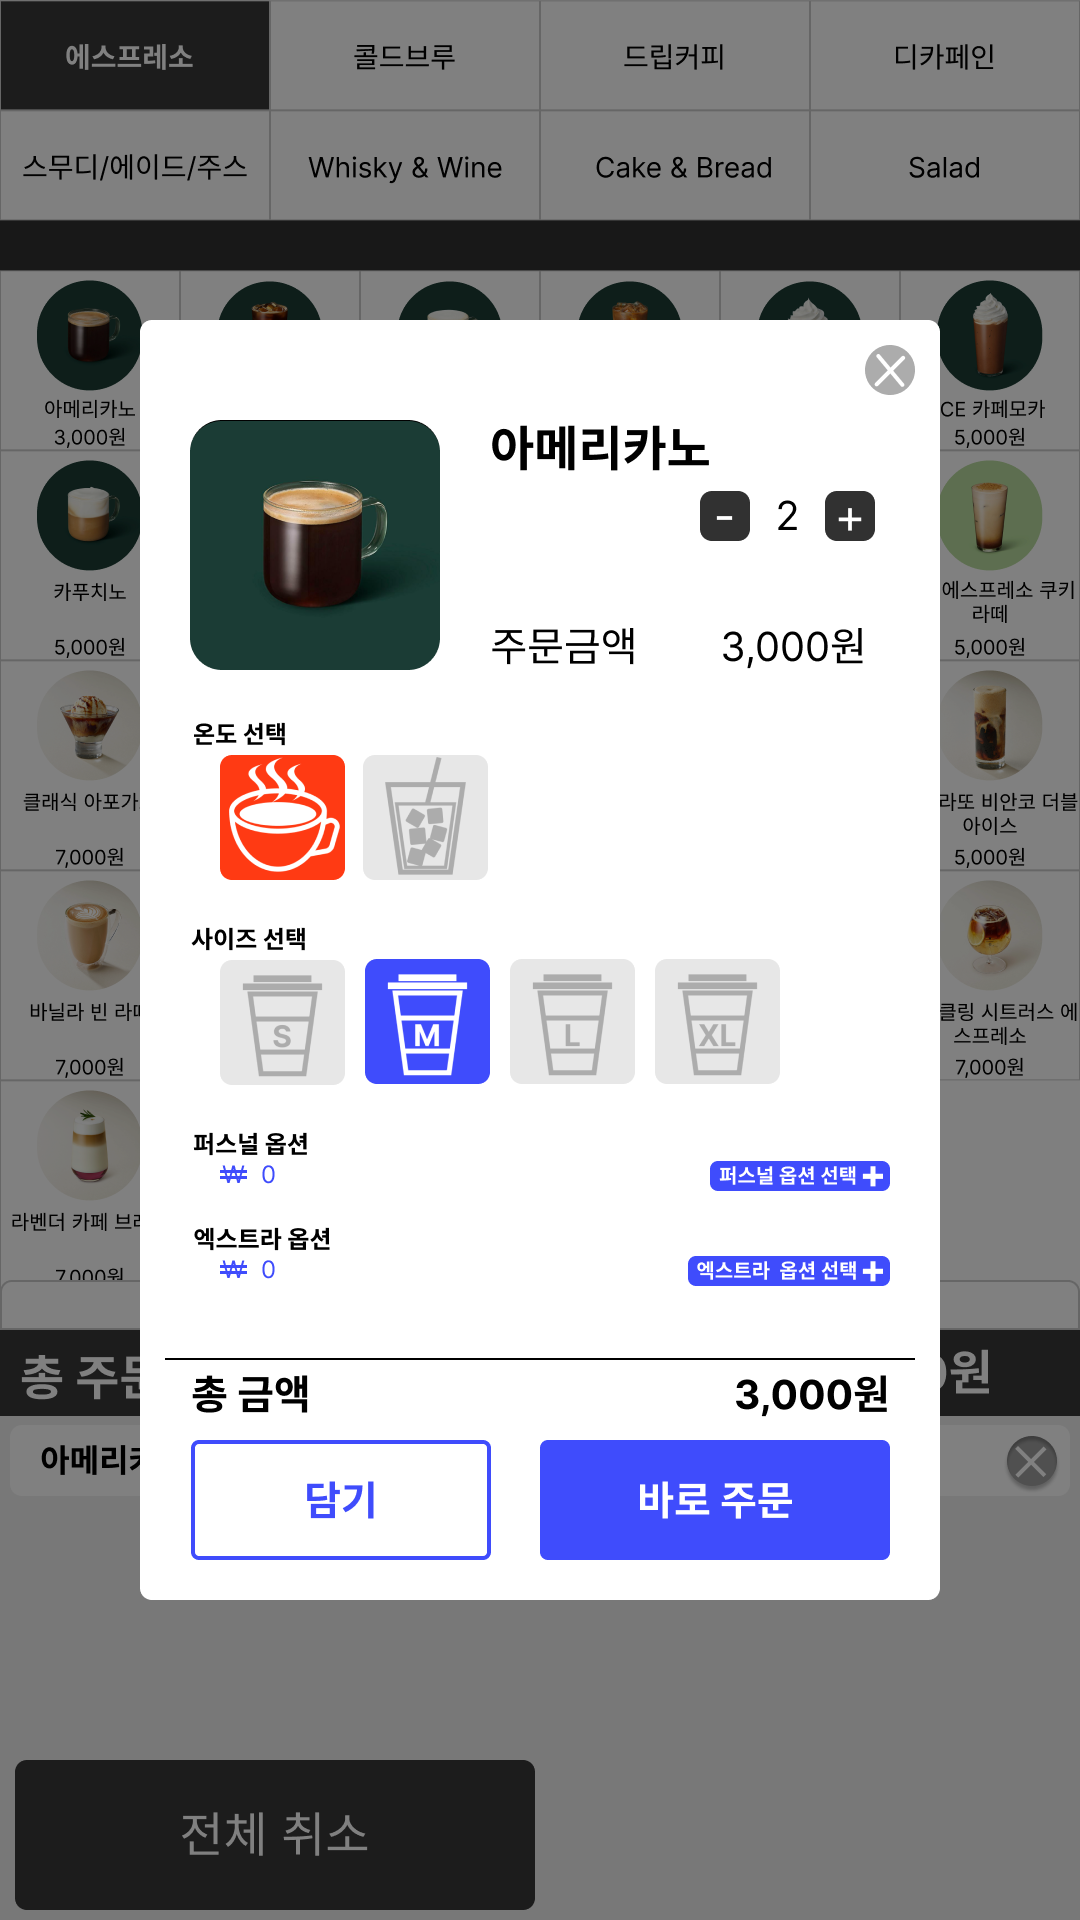 에스프레소 콜드브루 드립커피 디카페인
스무디/에이드/주스 Whisky & Wine Cake & Bread Salad
아메리카노
3,000원
CE 카페모카
5,000원
카푸치노
5,000원
에스프레소 쿠키
라떼
5,000원
클래식 아포가
7,000원
라또 비안코 더블
아이스
5,000원
바닐라 빈 라
7,000원
클링 시트러스 에
스프레소
7,000원
라벤더 카페 브
7,000원
아메리카노
- 2 +
주문금액 3,000원
온도 선택
사이즈 선택
S M L XL
퍼스널 옵션
₩ 0
퍼스널 옵션 선택 +
엑스트라 옵션
₩ 0
엑스트라 옵션 선택 +
총 금액 3,000원
담기 바로 주문
총 주
원
아메리
전체 취소